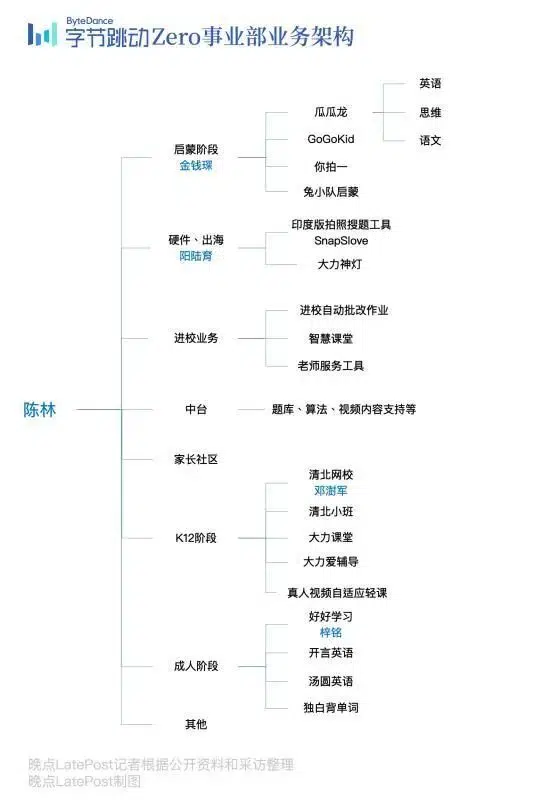 ByteDance
字节跳动Zero事业部业务架构
英语
瓜瓜龙
思维
语文
启蒙阶段
金钱琛
GoGoKid
你拍一
兔小队启蒙
硬件、出海
阳陆育
印度版拍照搜题工具
SnapSlove
大力神灯
进校业务
进校自动批改作业
智慧课堂
老师服务工具
陈林
中台
题库、算法、视频内容支持等
家长社区
K12阶段
清北网校
邓澍军
清北小班
大力课堂
大力爱辅导
真人视频自适应轻课
成人阶段
好好学习
梓铭
开言英语
汤圆英语
独白背单词
其他
晚点LatePost记者根据公开资料和采访整理
晚点LatePost制图